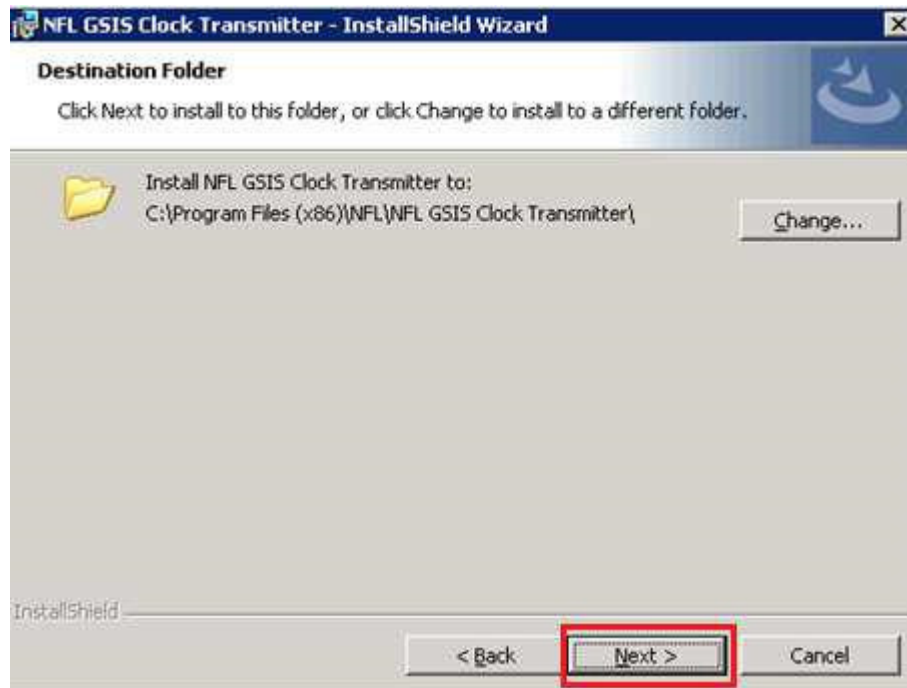 NFL GSIS Clock Transmitter - InstallShield Wizard
Destination Folder
Click Next to install to this folder, or click Change to install to a different folder.
Install NFL GSIS Clock Transmitter to:
C:\Program Files (x86)\NFL\NFL GSIS Clock Transmitter\
Change...
InstallShield
< Back
Next >
Cancel